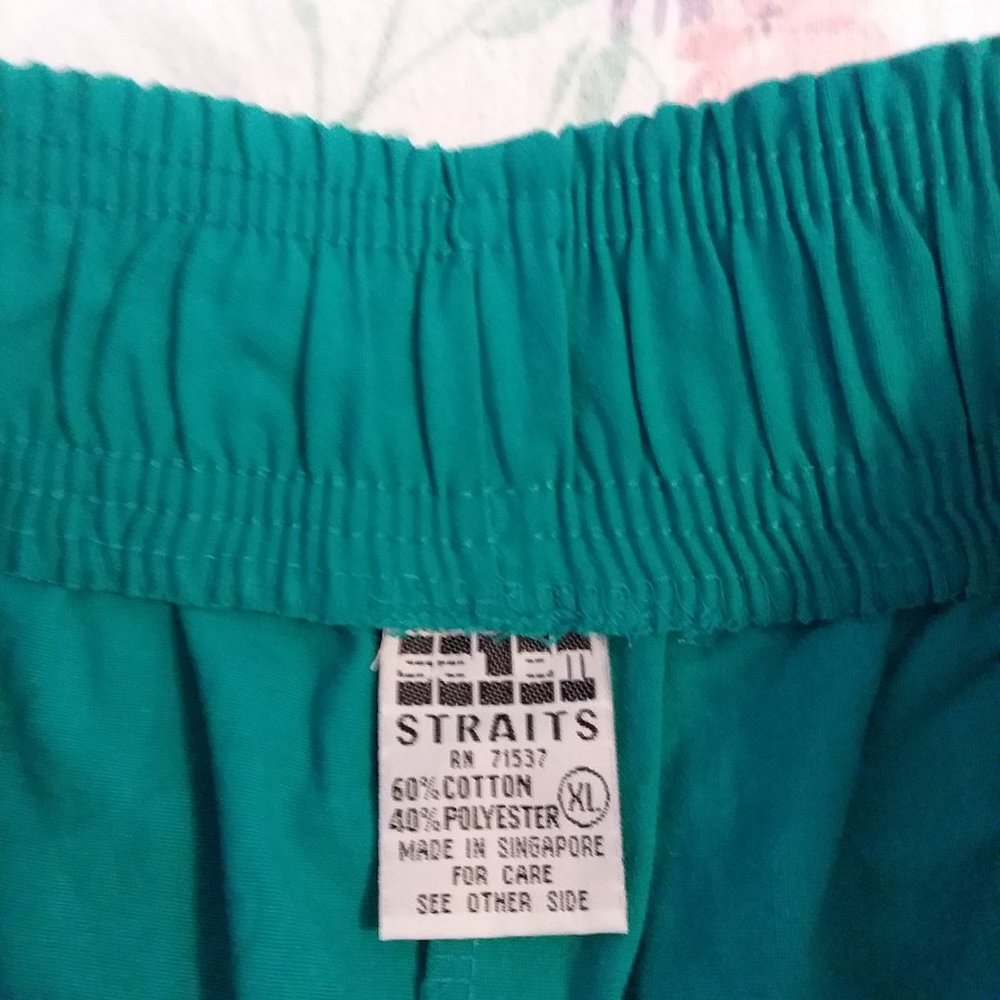 STRAITS
RN 71537
60% COTTON
40% POLYESTER XL
MADE IN SINGAPORE
FOR CARE
SEE OTHER SIDE